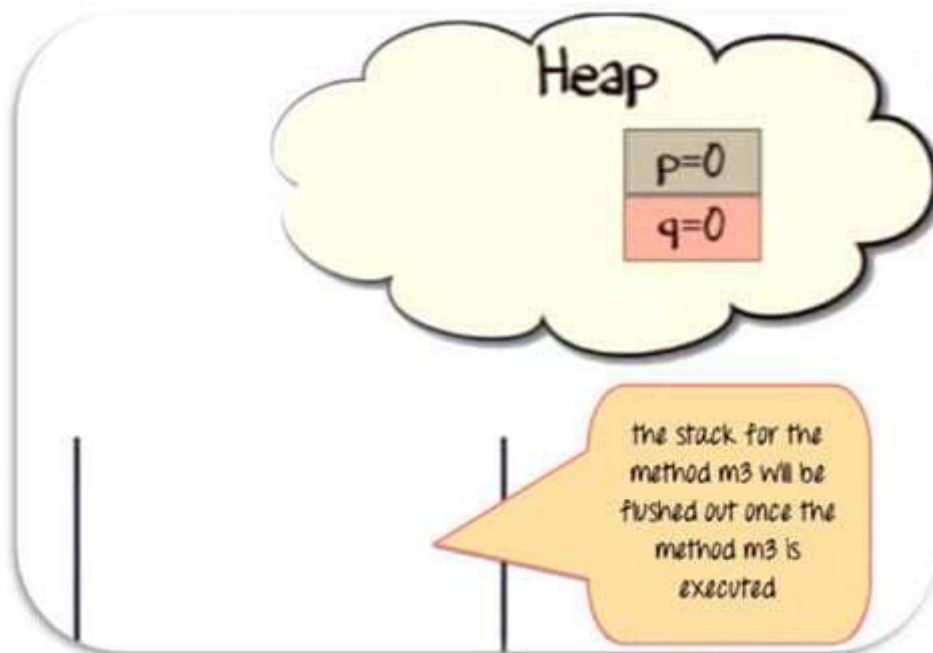 Heap
p=0
q=0
the stack for the
method m3 will be
flushed out once the
method m3 is
executed